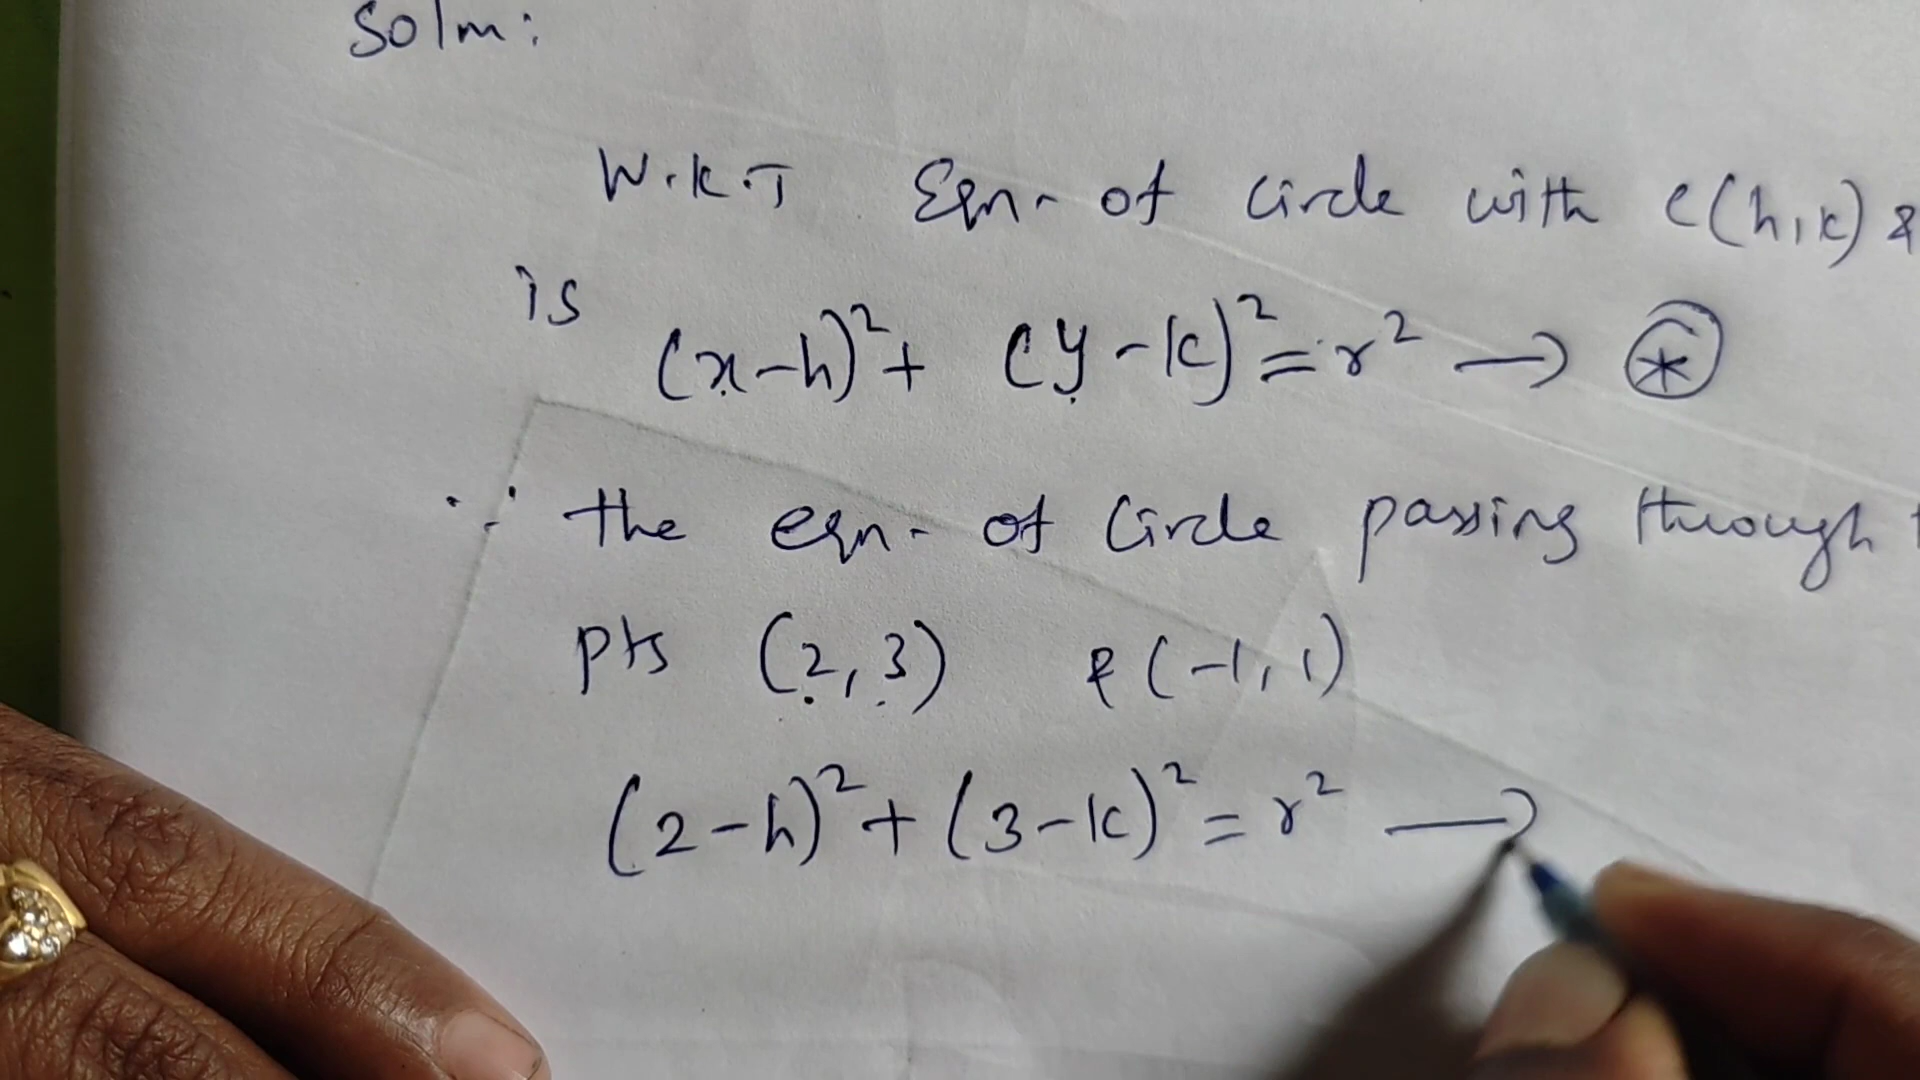 Soln:
W.K.T Eqn. of circle with c(h,k) &
is
(x-h)²+ (y-k)²=r² → ⊛
∵ the eqn. of circle passing through
pts (2,3) & (-1,1)
(2-h)²+(3-k)²=r² →